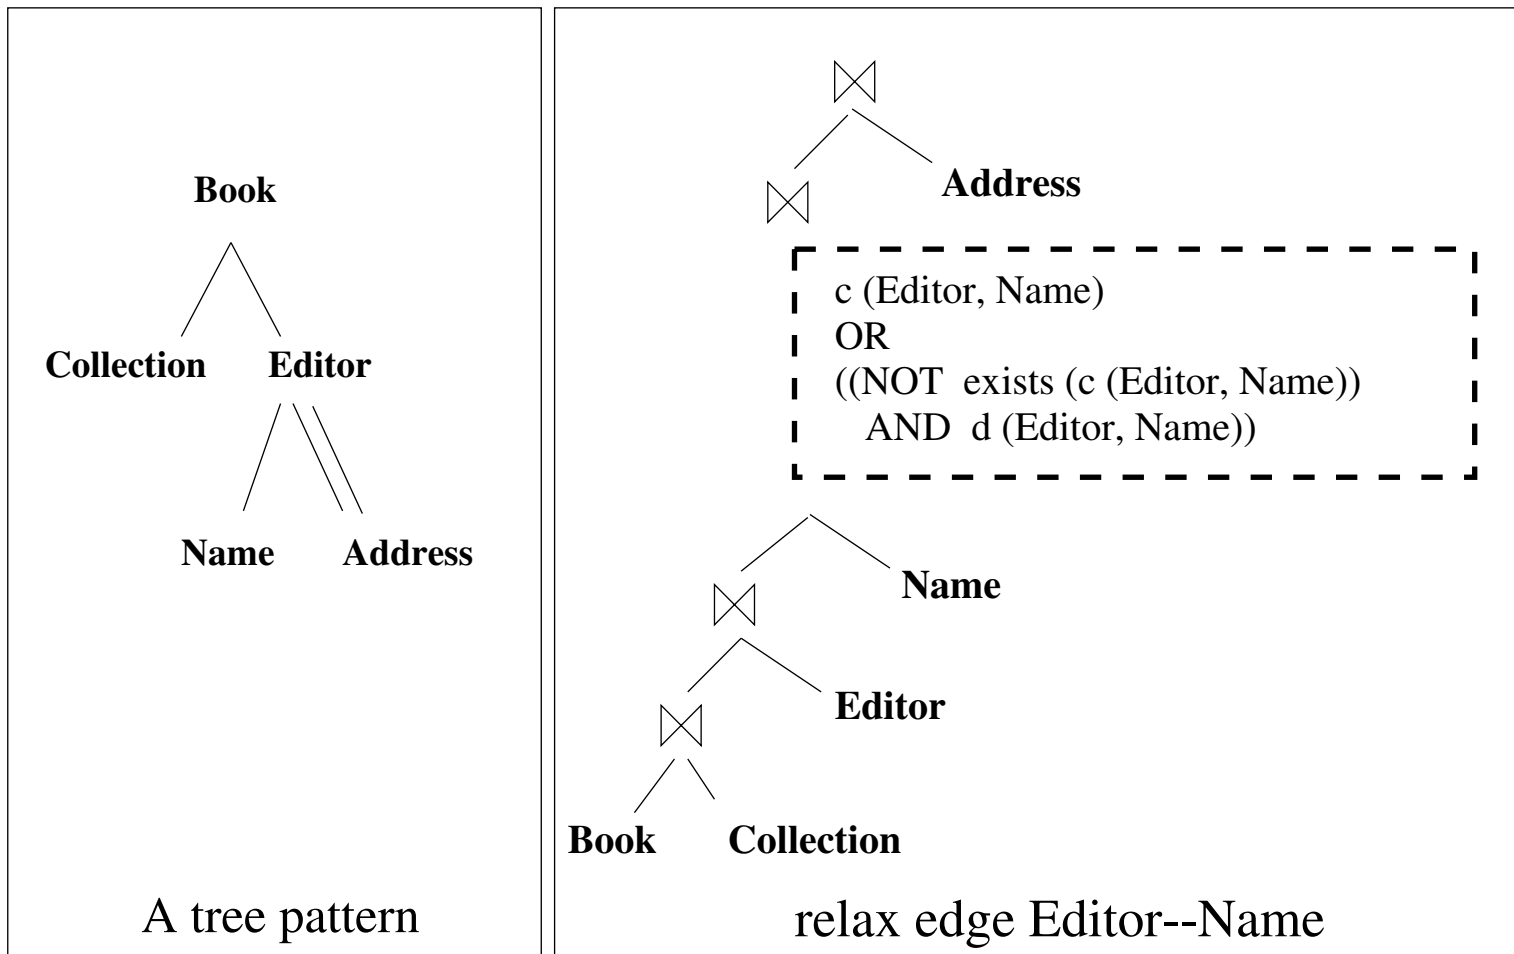 Book
Collection Editor
Name Address
A tree pattern
Address
c (Editor, Name)
OR
((NOT exists (c (Editor, Name))
AND d (Editor, Name))
Name
Editor
Book Collection
relax edge Editor--Name